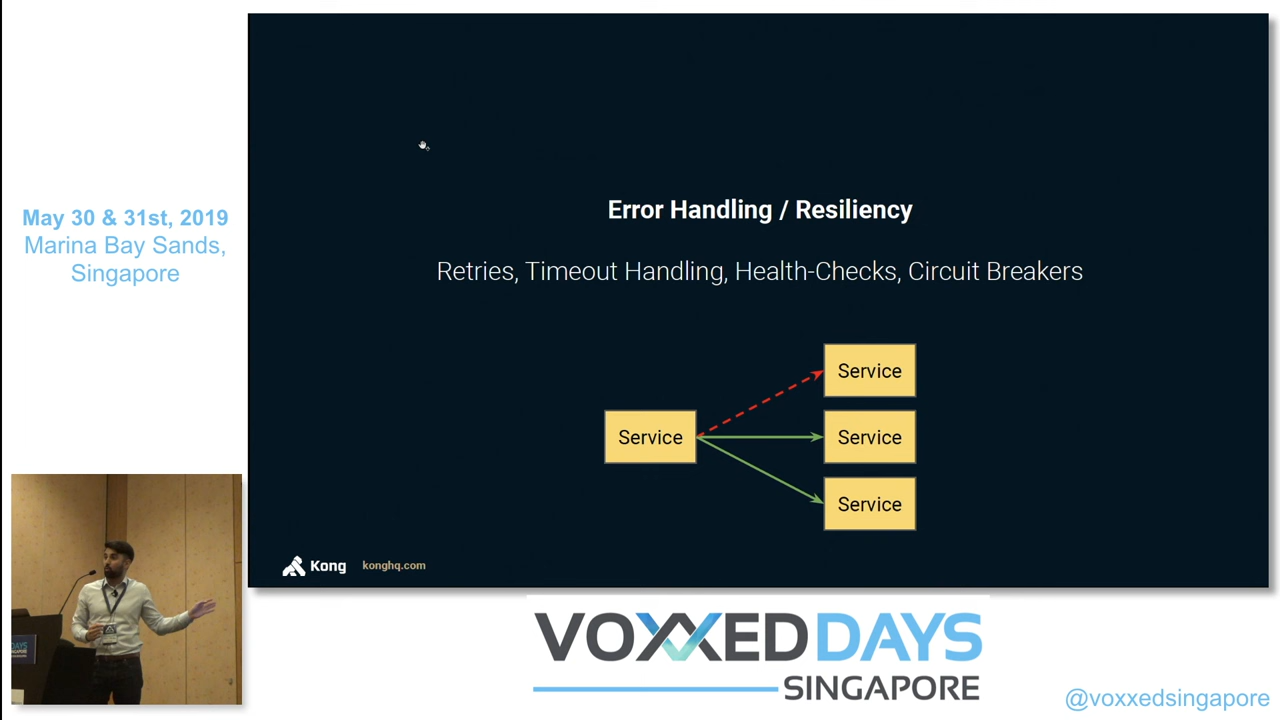 May 30 & 31st, 2019
Marina Bay Sands,
Singapore
Error Handling / Resiliency
Retries, Timeout Handling, Health-Checks, Circuit Breakers
Service
Service
Service
Service
Kong
konghq.com
DAYS
VOXXED DAYS
SINGAPORE
@voxxedsingapore